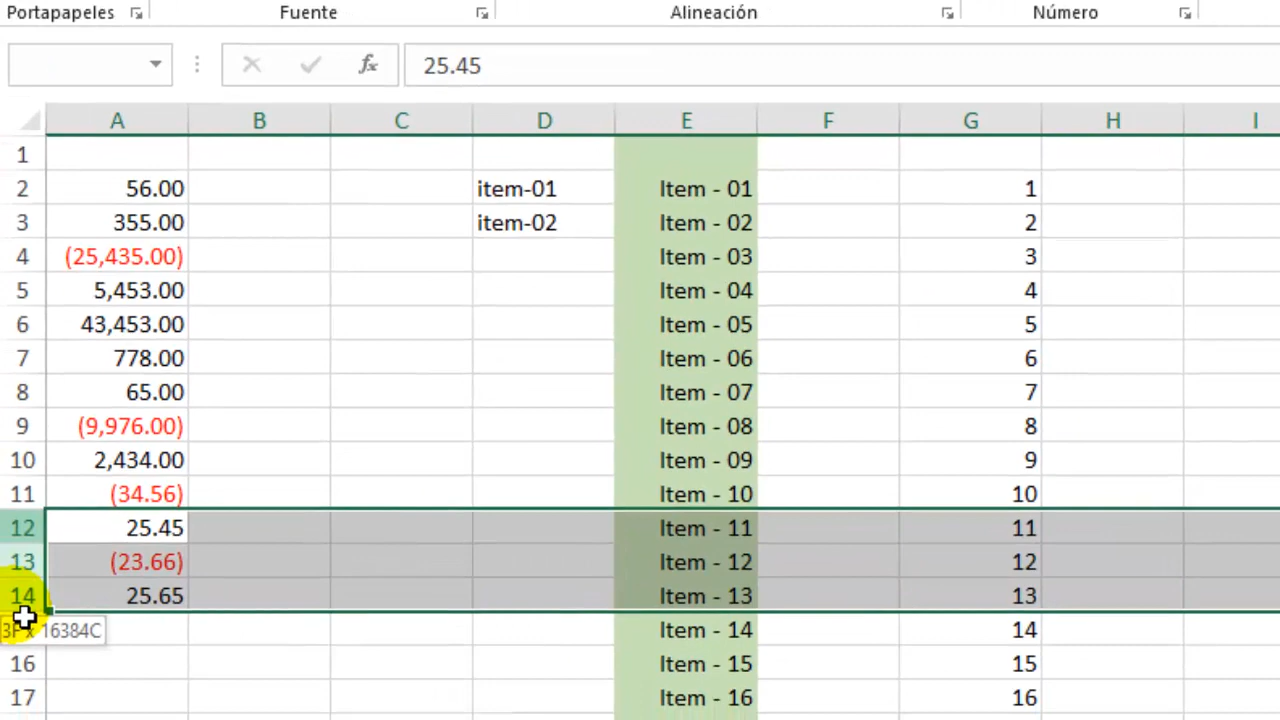 Portapapeles Fuente Alineación Número
fx 25.45
A B C D E F G H I
1
2 56.00 item-01 Item - 01 1
3 355.00 item-02 Item - 02 2
4 (25,435.00) Item - 03 3
5 5,453.00 Item - 04 4
6 43,453.00 Item - 05 5
7 778.00 Item - 06 6
8 65.00 Item - 07 7
9 (9,976.00) Item - 08 8
10 2,434.00 Item - 09 9
11 (34.56) Item - 10 10
12 25.45 Item - 11 11
13 (23.66) Item - 12 12
14 25.65 Item - 13 13
3F x 16384C Item - 14 14
16 Item - 15 15
17 Item - 16 16